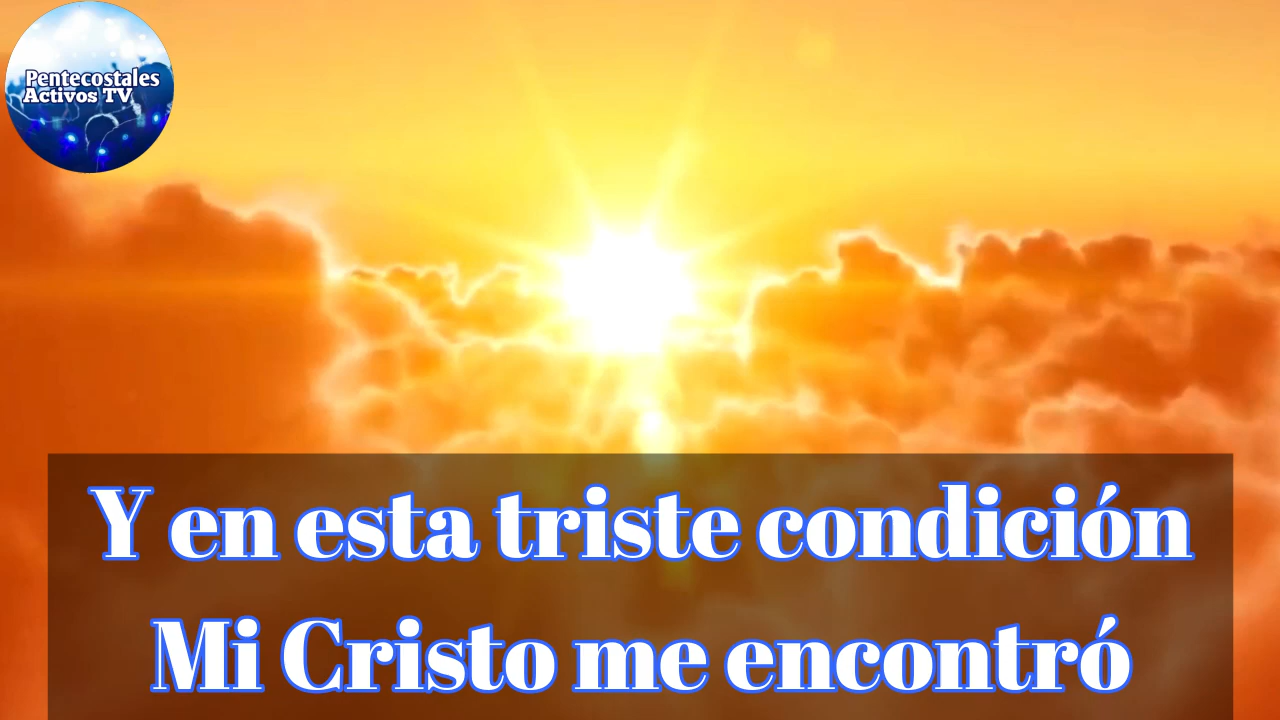 Pentecostales
Activos TV
Y en esta triste condición
Mi Cristo me encontró